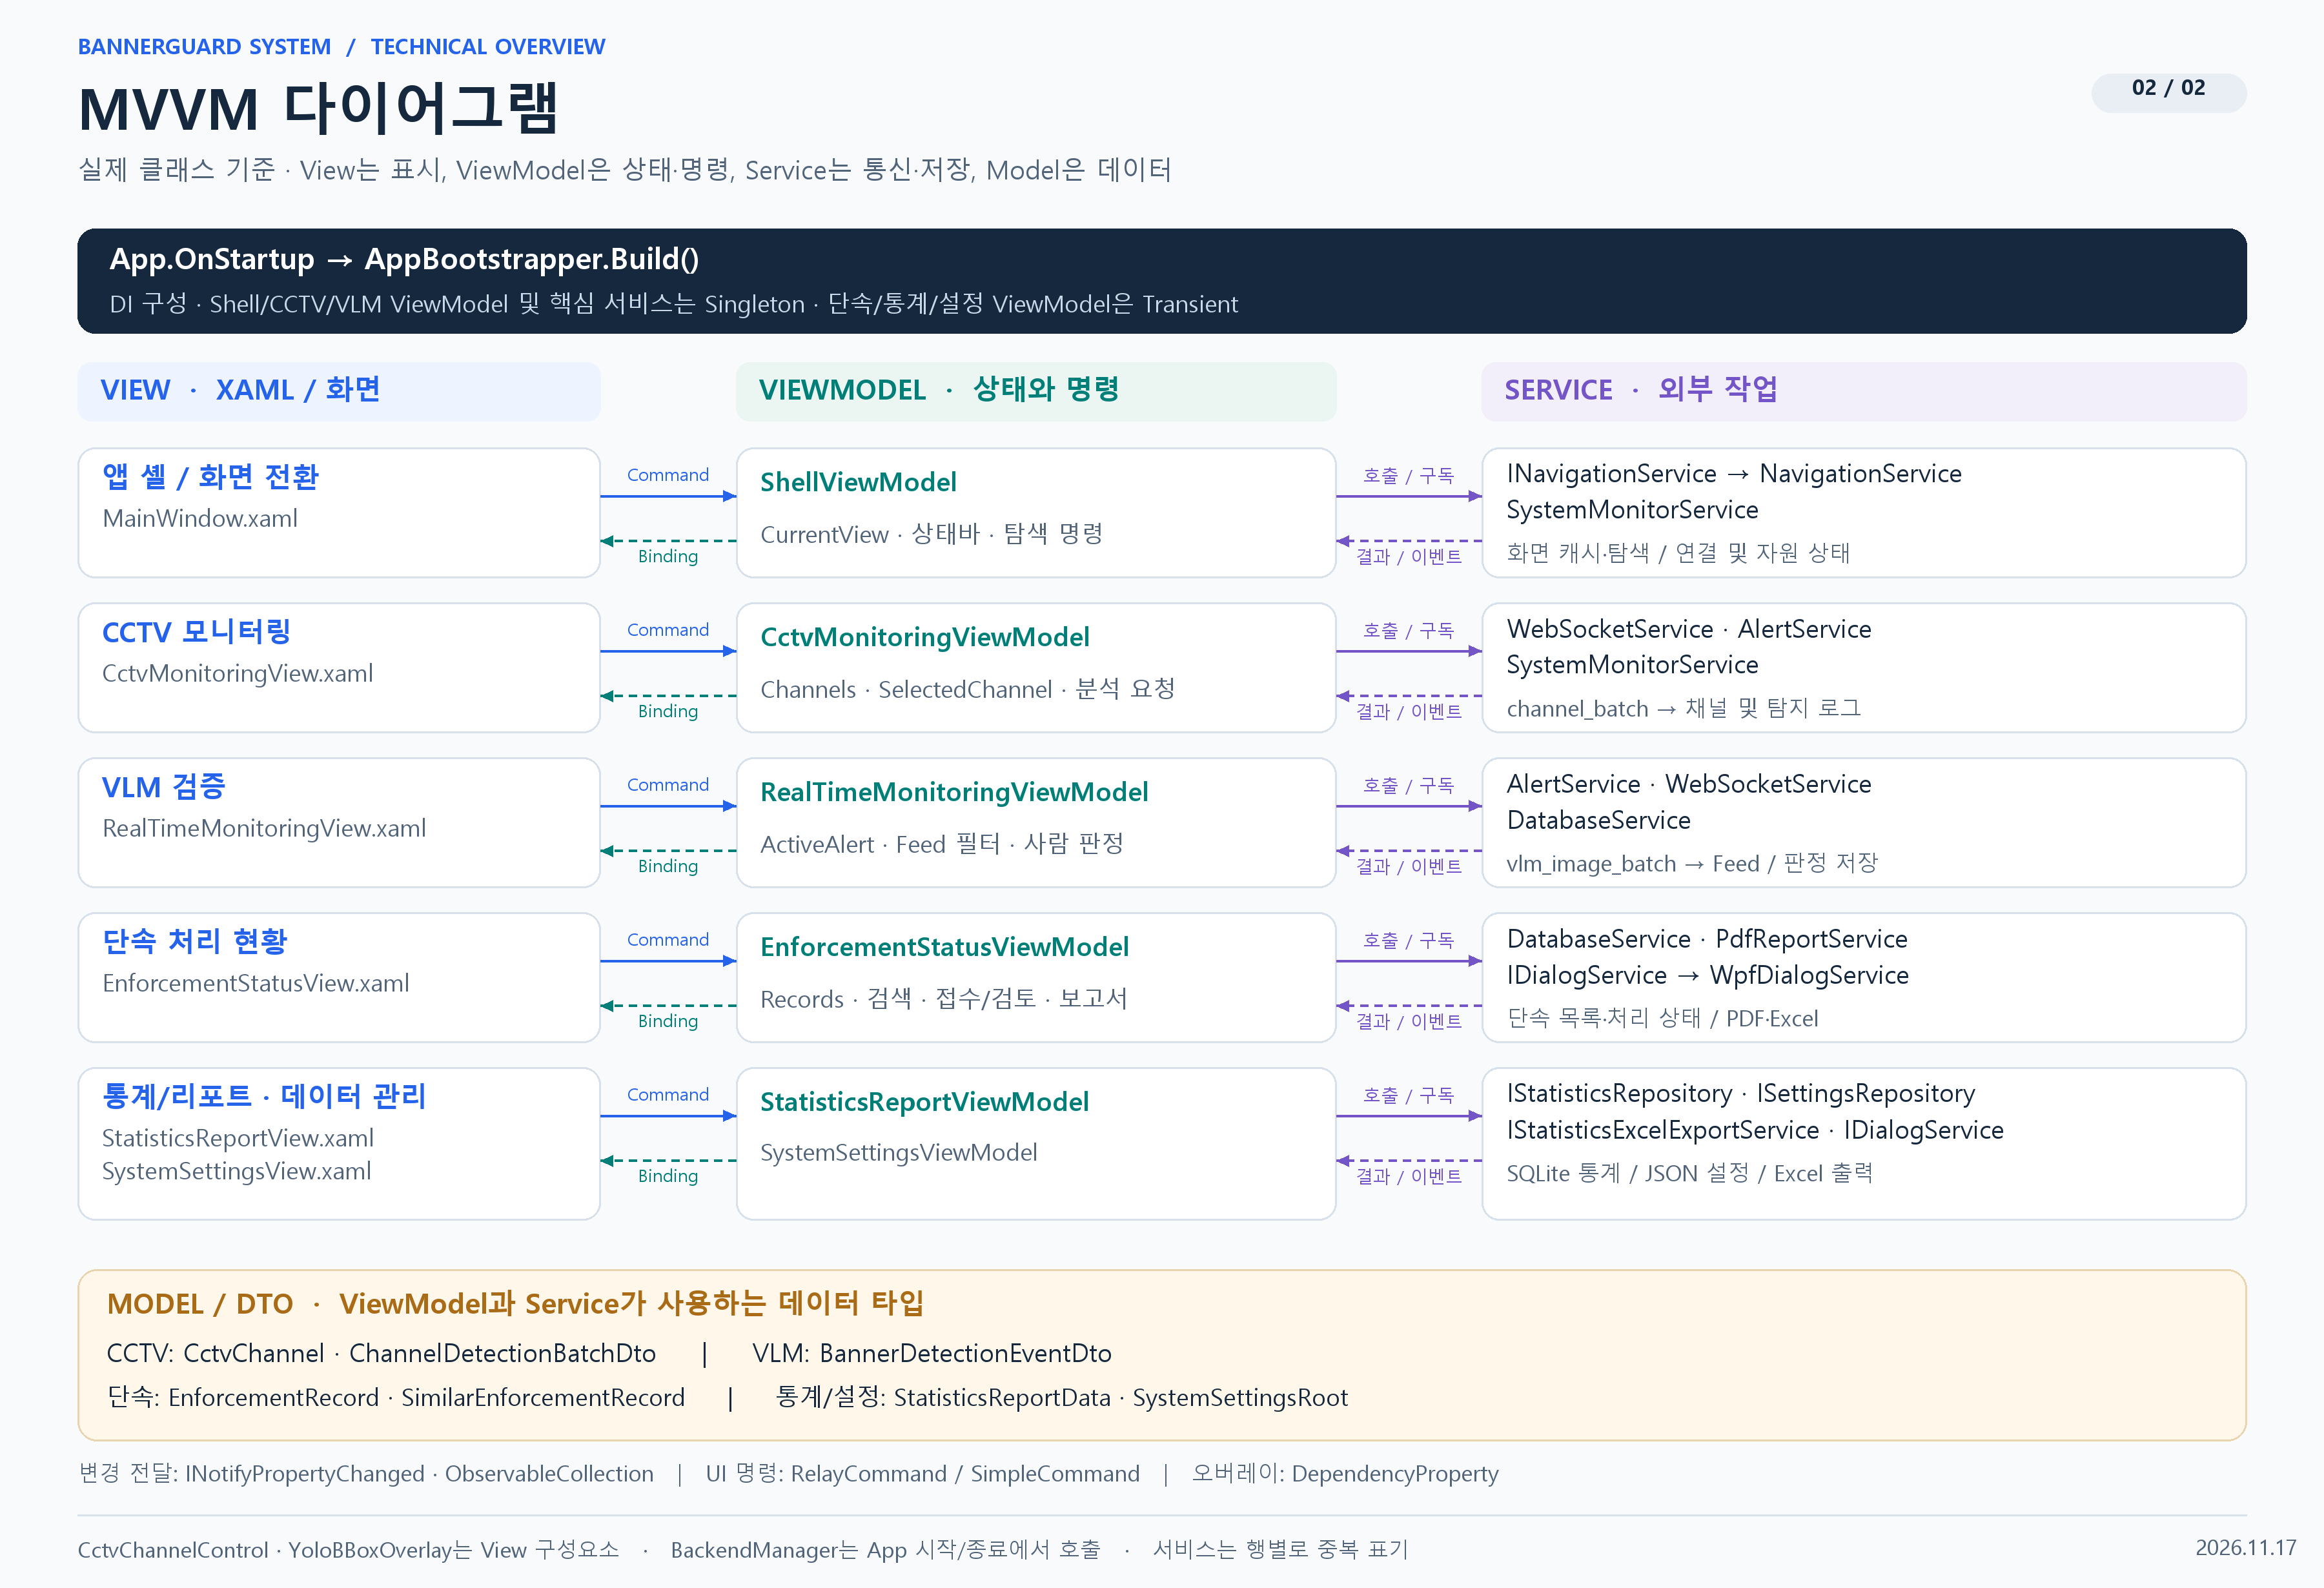 BANNERGUARD SYSTEM / TECHNICAL OVERVIEW
MVVM 다이어그램
02 / 02
실제 클래스 기준 · View는 표시, ViewModel은 상태·명령, Service는 통신·저장, Model은 데이터
App.OnStartup → AppBootstrapper.Build()
DI 구성 · Shell/CCTV/VLM ViewModel 및 핵심 서비스는 Singleton · 단속/통계/설정 ViewModel은 Transient
VIEW · XAML / 화면
VIEWMODEL · 상태와 명령
SERVICE · 외부 작업
앱 셸 / 화면 전환
MainWindow.xaml
Command
Binding
ShellViewModel
CurrentView · 상태바 · 탐색 명령
호출 / 구독
결과 / 이벤트
INavigationService → NavigationService
SystemMonitorService
화면 캐시·탐색 / 연결 및 자원 상태
CCTV 모니터링
CctvMonitoringView.xaml
Command
Binding
CctvMonitoringViewModel
Channels · SelectedChannel · 분석 요청
호출 / 구독
결과 / 이벤트
WebSocketService · AlertService
SystemMonitorService
channel_batch → 채널 및 탐지 로그
VLM 검증
RealTimeMonitoringView.xaml
Command
Binding
RealTimeMonitoringViewModel
ActiveAlert · Feed 필터 · 사람 판정
호출 / 구독
결과 / 이벤트
AlertService · WebSocketService
DatabaseService
vlm_image_batch → Feed / 판정 저장
단속 처리 현황
EnforcementStatusView.xaml
Command
Binding
EnforcementStatusViewModel
Records · 검색 · 접수/검토 · 보고서
호출 / 구독
결과 / 이벤트
DatabaseService · PdfReportService
IDialogService → WpfDialogService
단속 목록·처리 상태 / PDF·Excel
통계/리포트 · 데이터 관리
StatisticsReportView.xaml
SystemSettingsView.xaml
Command
Binding
StatisticsReportViewModel
SystemSettingsViewModel
호출 / 구독
결과 / 이벤트
IStatisticsRepository · ISettingsRepository
IStatisticsExcelExportService · IDialogService
SQLite 통계 / JSON 설정 / Excel 출력
MODEL / DTO · ViewModel과 Service가 사용하는 데이터 타입
CCTV: CctvChannel · ChannelDetectionBatchDto | VLM: BannerDetectionEventDto
단속: EnforcementRecord · SimilarEnforcementRecord | 통계/설정: StatisticsReportData · SystemSettingsRoot
변경 전달: INotifyPropertyChanged · ObservableCollection | UI 명령: RelayCommand / SimpleCommand | 오버레이: DependencyProperty
CctvChannelControl · YoloBBoxOverlay는 View 구성요소 · BackendManager는 App 시작/종료에서 호출 · 서비스는 행별로 중복 표기
2026.11.17